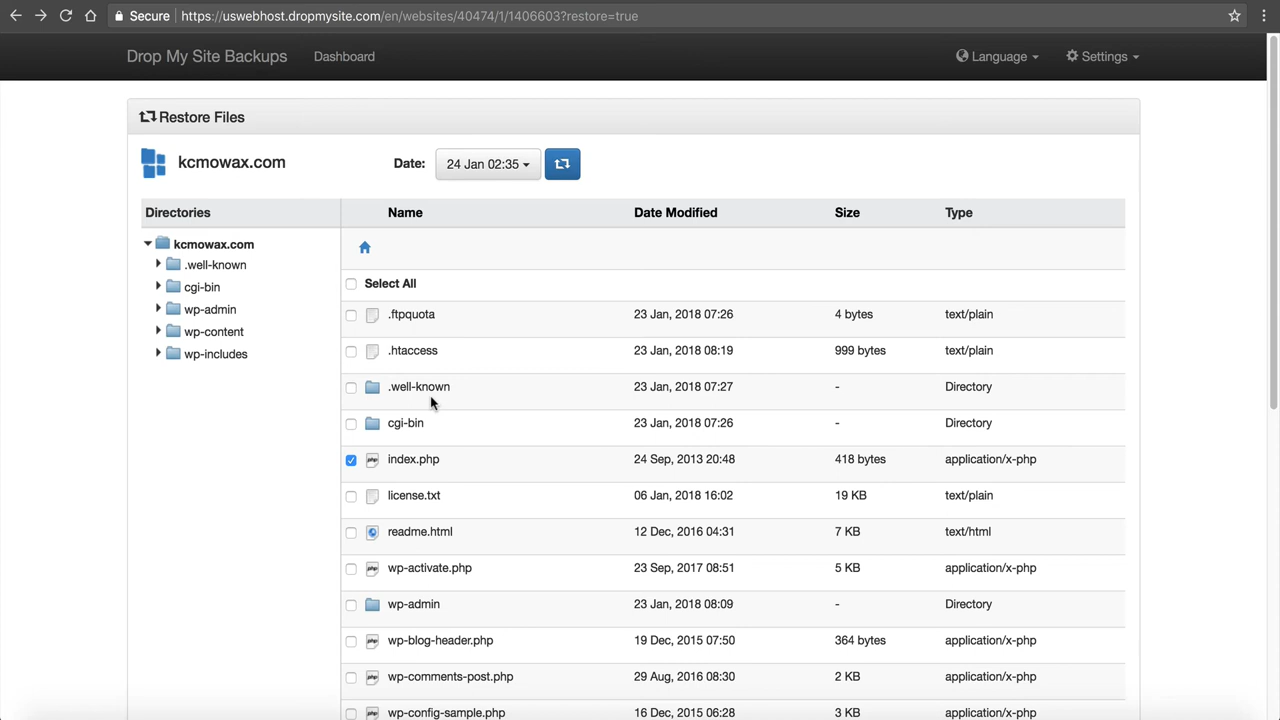 Secure https://uswebhost.dropmysite.com/en/websites/40474/1/1406603?restore=true
Drop My Site Backups Dashboard Language Settings
Restore Files
kcmowax.com Date: 24 Jan 02:35
Directories Name Date Modified Size Type
kcmowax.com
.well-known
cgi-bin
wp-admin
wp-content
wp-includes
Select All
.ftpquota 23 Jan, 2018 07:26 4 bytes text/plain
.htaccess 23 Jan, 2018 08:19 999 bytes text/plain
.well-known 23 Jan, 2018 07:27 - Directory
cgi-bin 23 Jan, 2018 07:26 - Directory
php index.php 24 Sep, 2013 20:48 418 bytes application/x-php
license.txt 06 Jan, 2018 16:02 19 KB text/plain
readme.html 12 Dec, 2016 04:31 7 KB text/html
php wp-activate.php 23 Sep, 2017 08:51 5 KB application/x-php
wp-admin 23 Jan, 2018 08:09 - Directory
php wp-blog-header.php 19 Dec, 2015 07:50 364 bytes application/x-php
php wp-comments-post.php 29 Aug, 2016 08:30 2 KB application/x-php
php wp-config-sample.php 16 Dec, 2015 06:28 3 KB application/x-php